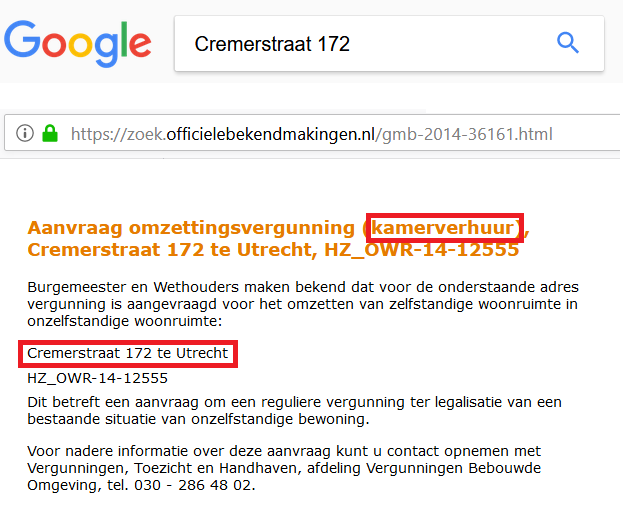 Google
Cremerstraat 172
https://zoek.officielebekendmakingen.nl/gmb-2014-36161.html
Aanvraag omzettingsvergunning (kamerverhuur),
Cremerstraat 172 te Utrecht, HZ_OWR-14-12555
Burgemeester en Wethouders maken bekend dat voor de onderstaande adres
vergunning is aangevraagd voor het omzetten van zelfstandige woonruimte in
onzelfstandige woonruimte:
Cremerstraat 172 te Utrecht
HZ_OWR-14-12555
Dit betreft een aanvraag om een reguliere vergunning ter legalisatie van een
bestaande situatie van onzelfstandige bewoning.
Voor nadere informatie over deze aanvraag kunt u contact opnemen met
Vergunningen, Toezicht en Handhaven, afdeling Vergunningen Bebouwde
Omgeving, tel. 030 - 286 48 02.